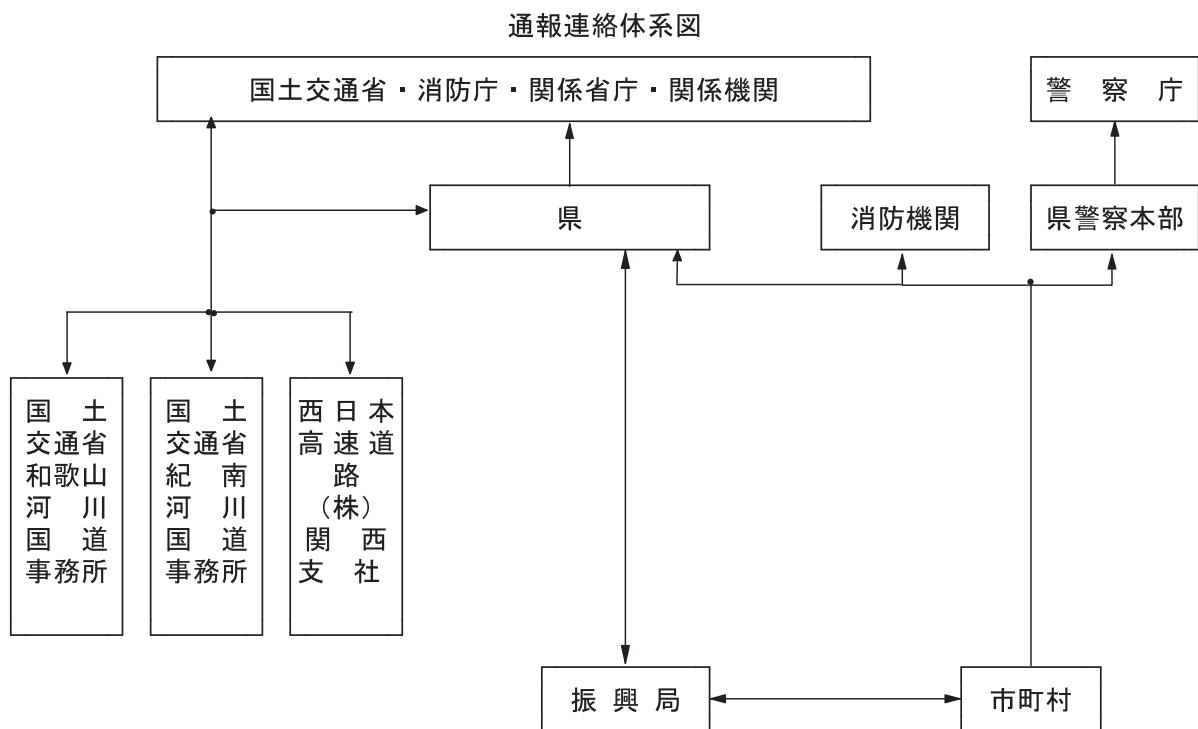 通報連絡体系図
国土交通省・消防庁・関係省庁・関係機関
警察庁
県
消防機関
県警察本部
国土
交通省
和歌山
河川
国道
事務所
国土
交通省
紀南
河川
国道
事務所
西日本
高速道
路
（株）
関西
支社
振興局
市町村